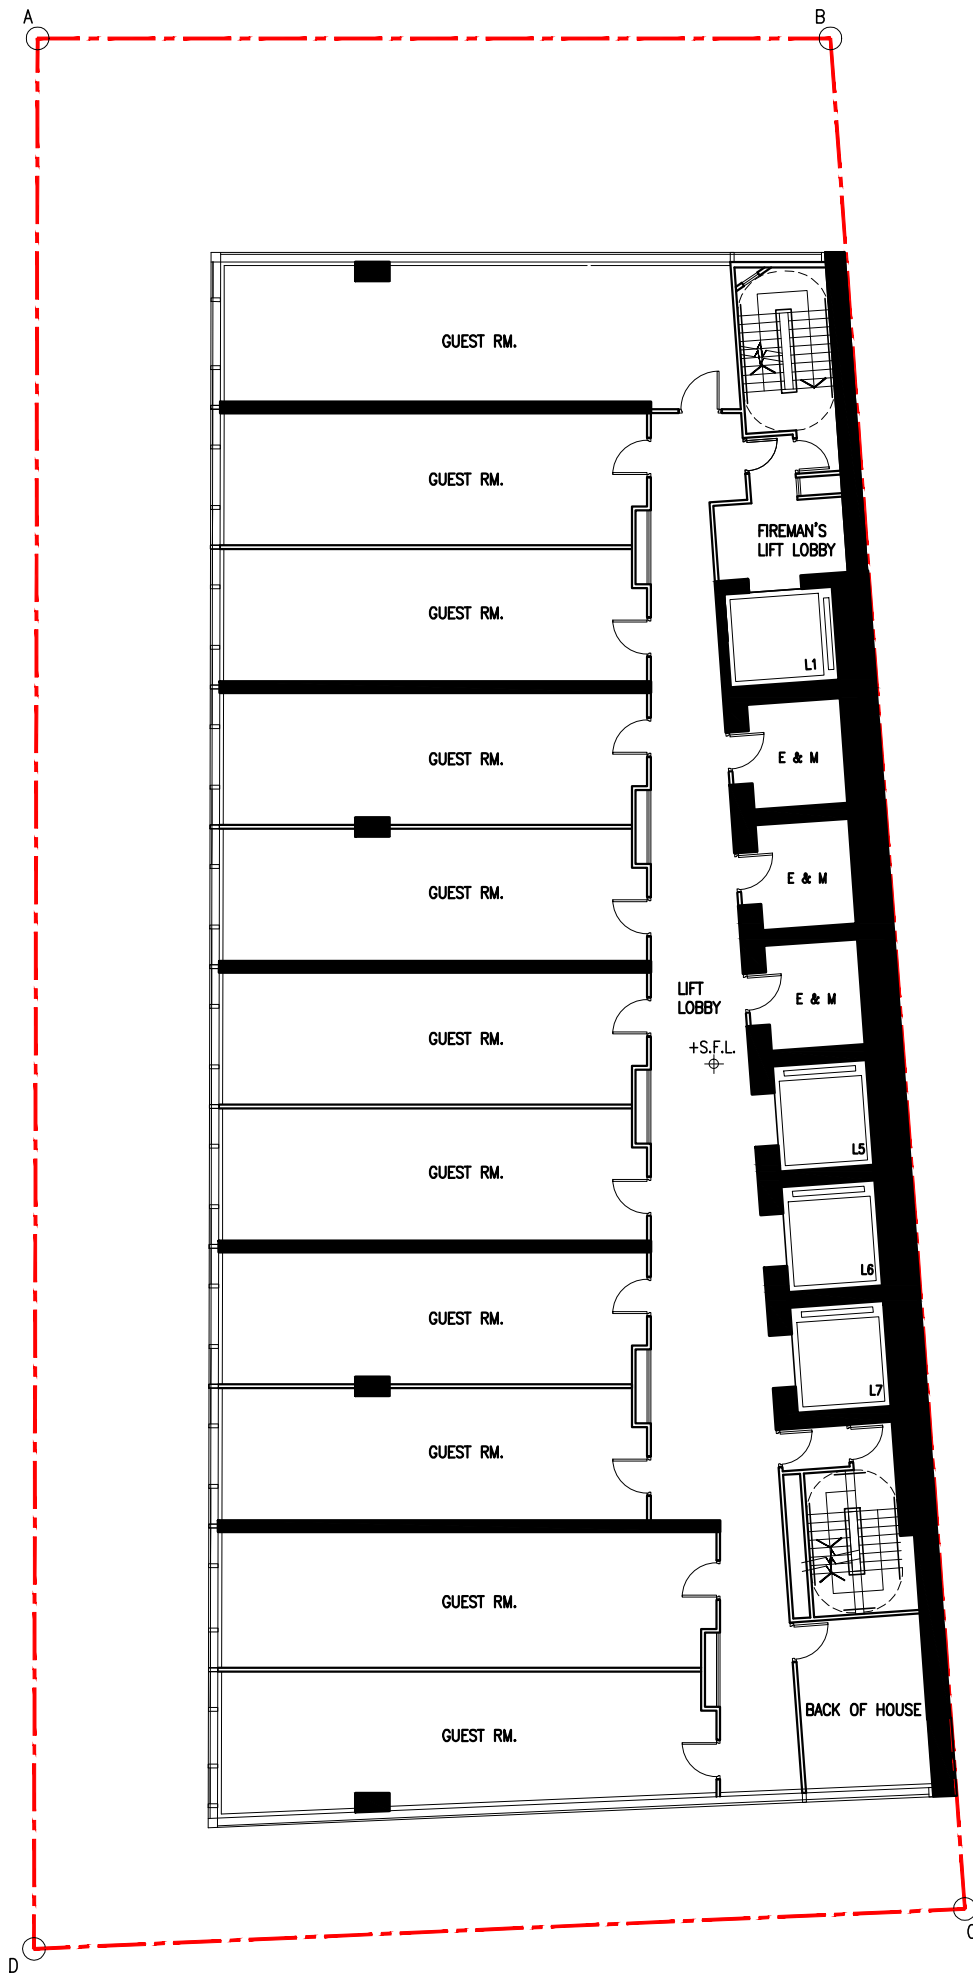 A
B
GUEST RM.
GUEST RM.
FIREMAN'S
LIFT LOBBY
GUEST RM.
L1
GUEST RM.
E & M
GUEST RM.
E & M
LIFT
LOBBY
E & M
GUEST RM.
+S.F.L.
L5
GUEST RM.
L6
GUEST RM.
L7
GUEST RM.
GUEST RM.
BACK OF HOUSE
GUEST RM.
C
D